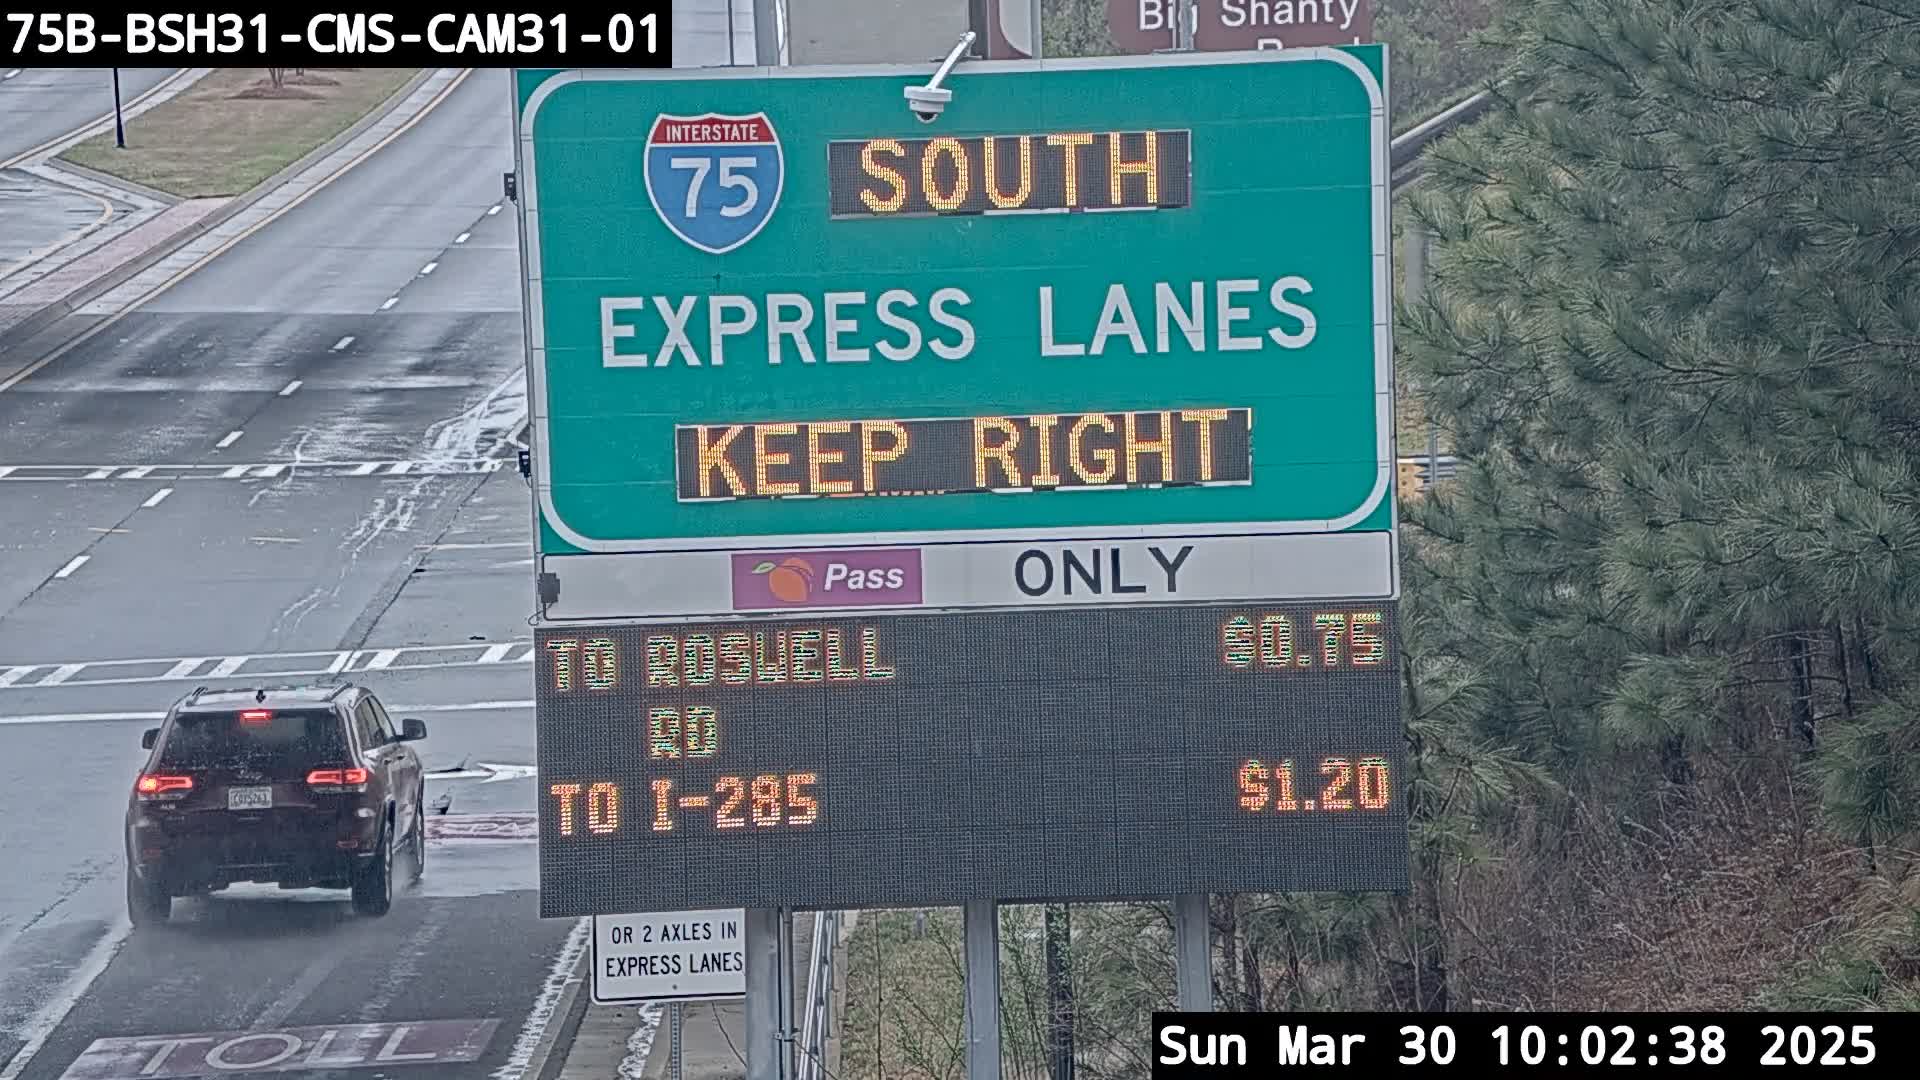 75B-BSH31-CMS-CAM31-01
Big Shanty
INTERSTATE
75
SOUTH
EXPRESS LANES
KEEP RIGHT
Pass
ONLY
TO ROSWELL $0.75
RD
TO I-285 $1.20
OR 2 AXLES IN
EXPRESS LANES
TOLL
Sun Mar 30 10:02:38 2025